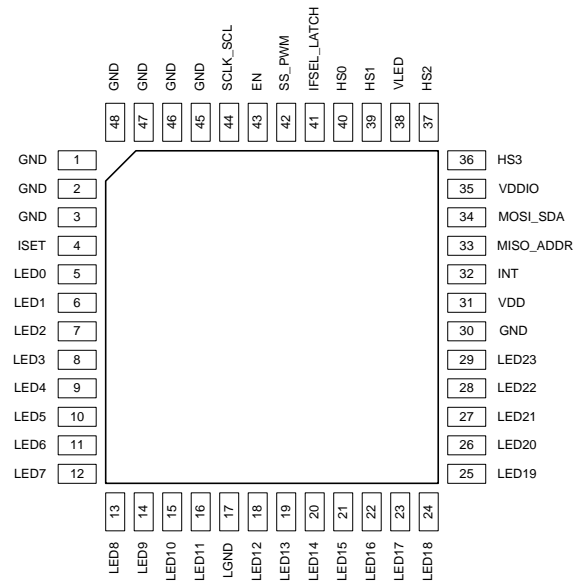 GND
GND
GND
GND
SCLK_SCL
EN
SS_PWM
IFSEL_LATCH
HS0
HS1
VLED
HS2
48
47
46
45
44
43
42
41
40
39
38
37
GND 1
GND 2
GND 3
ISET 4
LED0 5
LED1 6
LED2 7
LED3 8
LED4 9
LED5 10
LED6 11
LED7 12
36 HS3
35 VDDIO
34 MOSI_SDA
33 MISO_ADDR
32 INT
31 VDD
30 GND
29 LED23
28 LED22
27 LED21
26 LED20
25 LED19
13
14
15
16
17
18
19
20
21
22
23
24
LED8
LED9
LED10
LED11
LGND
LED12
LED13
LED14
LED15
LED16
LED17
LED18